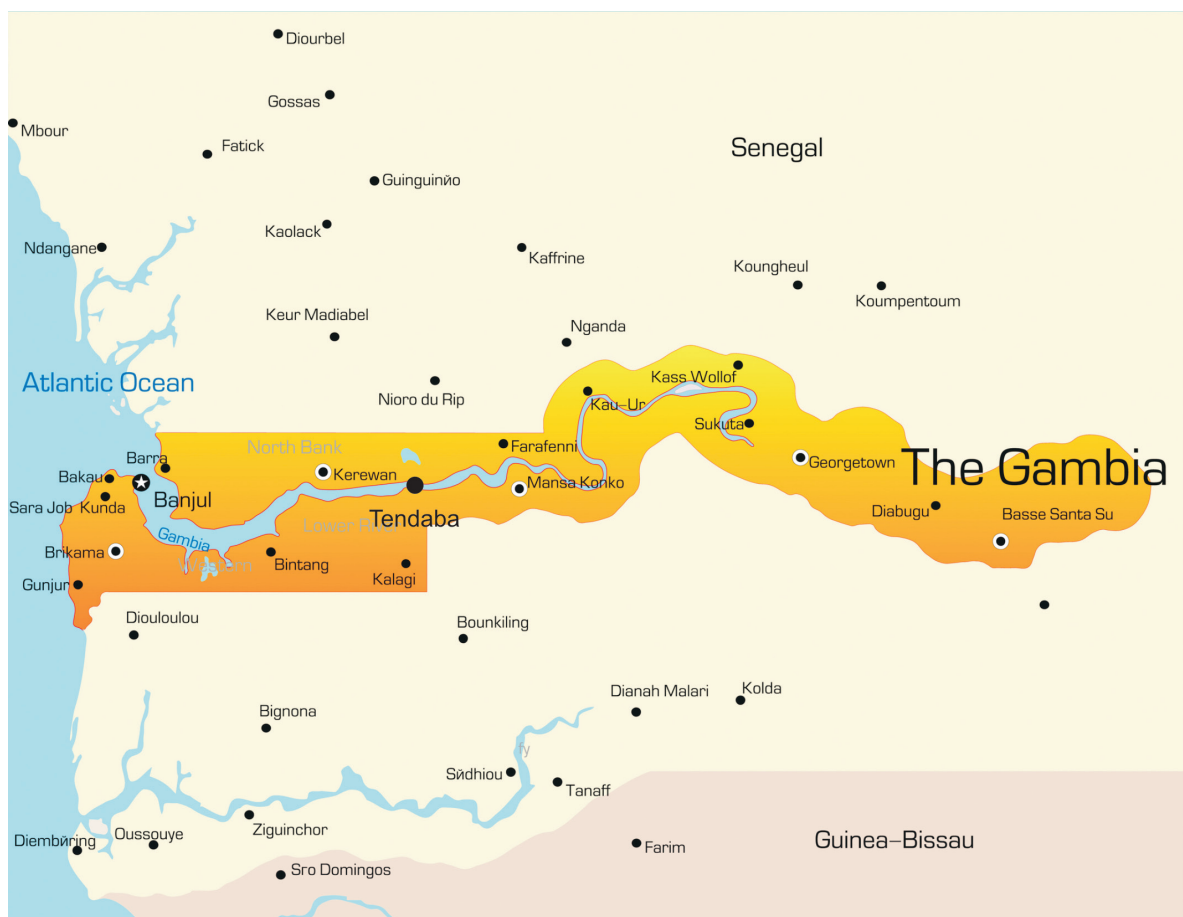 Diourbel
Gossas
Mbour
Fatick
Senegal
Guinguinйo
Kaolack
Ndangane
Kaffrine
Koungheul
Koumpentoum
Keur Madiabel
Nganda
Atlantic Ocean
Kass Wollof
Nioro du Rip
Kau-Ur
Sukuta
North Bank
Farafenni
Barra
Georgetown
The Gambia
Bakau
Kerewan
Mansa Konko
Banjul
Sara Job Kunda
Diabugu
Basse Santa Su
Tendaba
Gambia
Brikama
Bintang
Kalagi
Gunjur
Diouloulou
Bounkiling
Dianah Malari
Kolda
Bignona
fy
Sйdhiou
Tanaff
Diembйring
Oussouye
Ziguinchor
Farim
Guinea-Bissau
Sгo Domingos